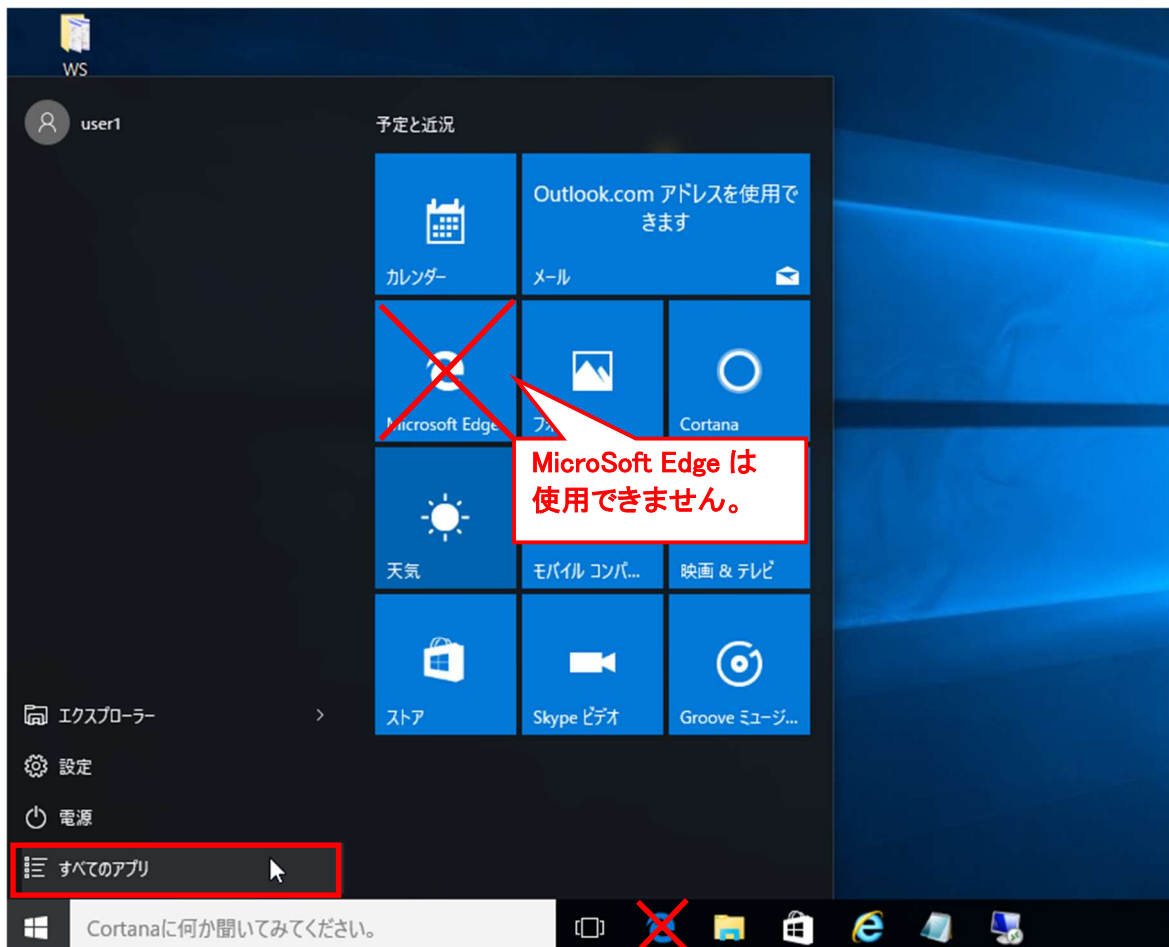 WS
user1
予定と近況
Outlook.com アドレスを使用で
きます
カレンダー
メール
Microsoft Edge
Cortana
MicroSoft Edge は
使用できません。
天気
モバイル コンパ...
映画 & テレビ
エクスプローラー
ストア
Skype ビデオ
Groove ミュージ...
設定
電源
すべてのアプリ
Cortanaに何か聞いてみてください。